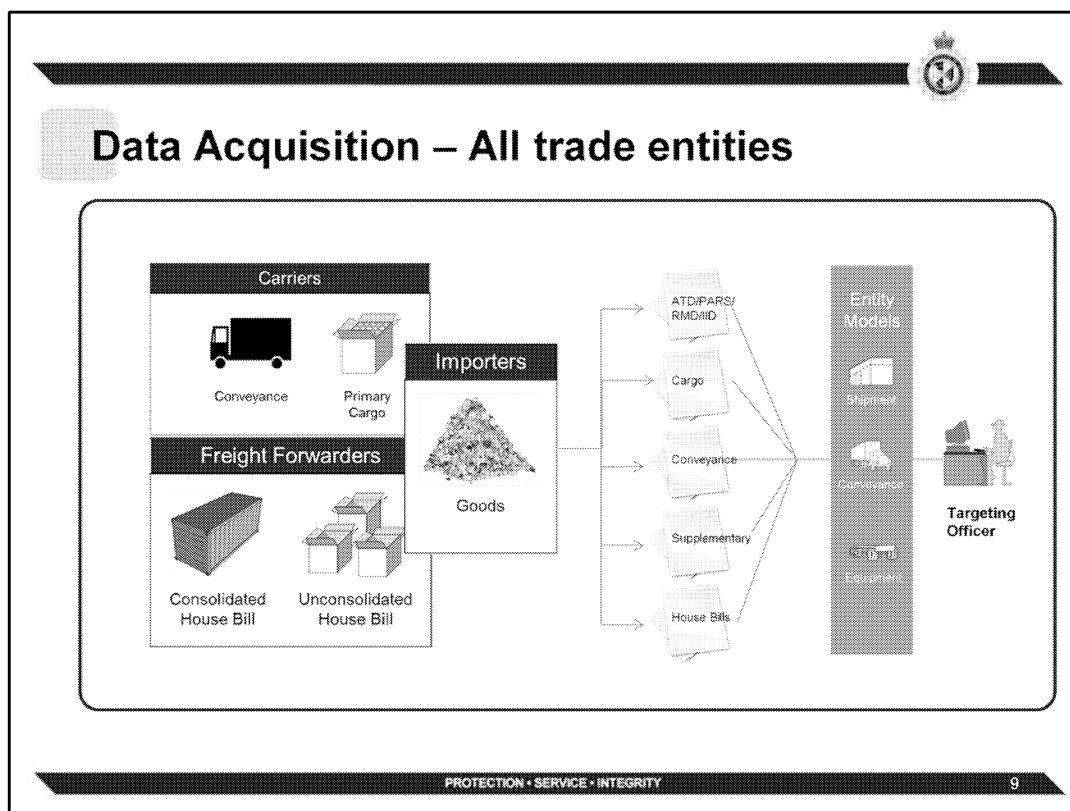 Data Acquisition – All trade entities
Carriers
Conveyance
Primary
Cargo
Freight Forwarders
Consolidated
House Bill
Unconsolidated
House Bill
Importers
Goods
ATD/PARS/
RMD/IID
Cargo
Conveyance
Supplementary
House Bills
Entity
Models
Shipment
Conveyance
Equipment
Targeting
Officer
PROTECTION • SERVICE • INTEGRITY
9